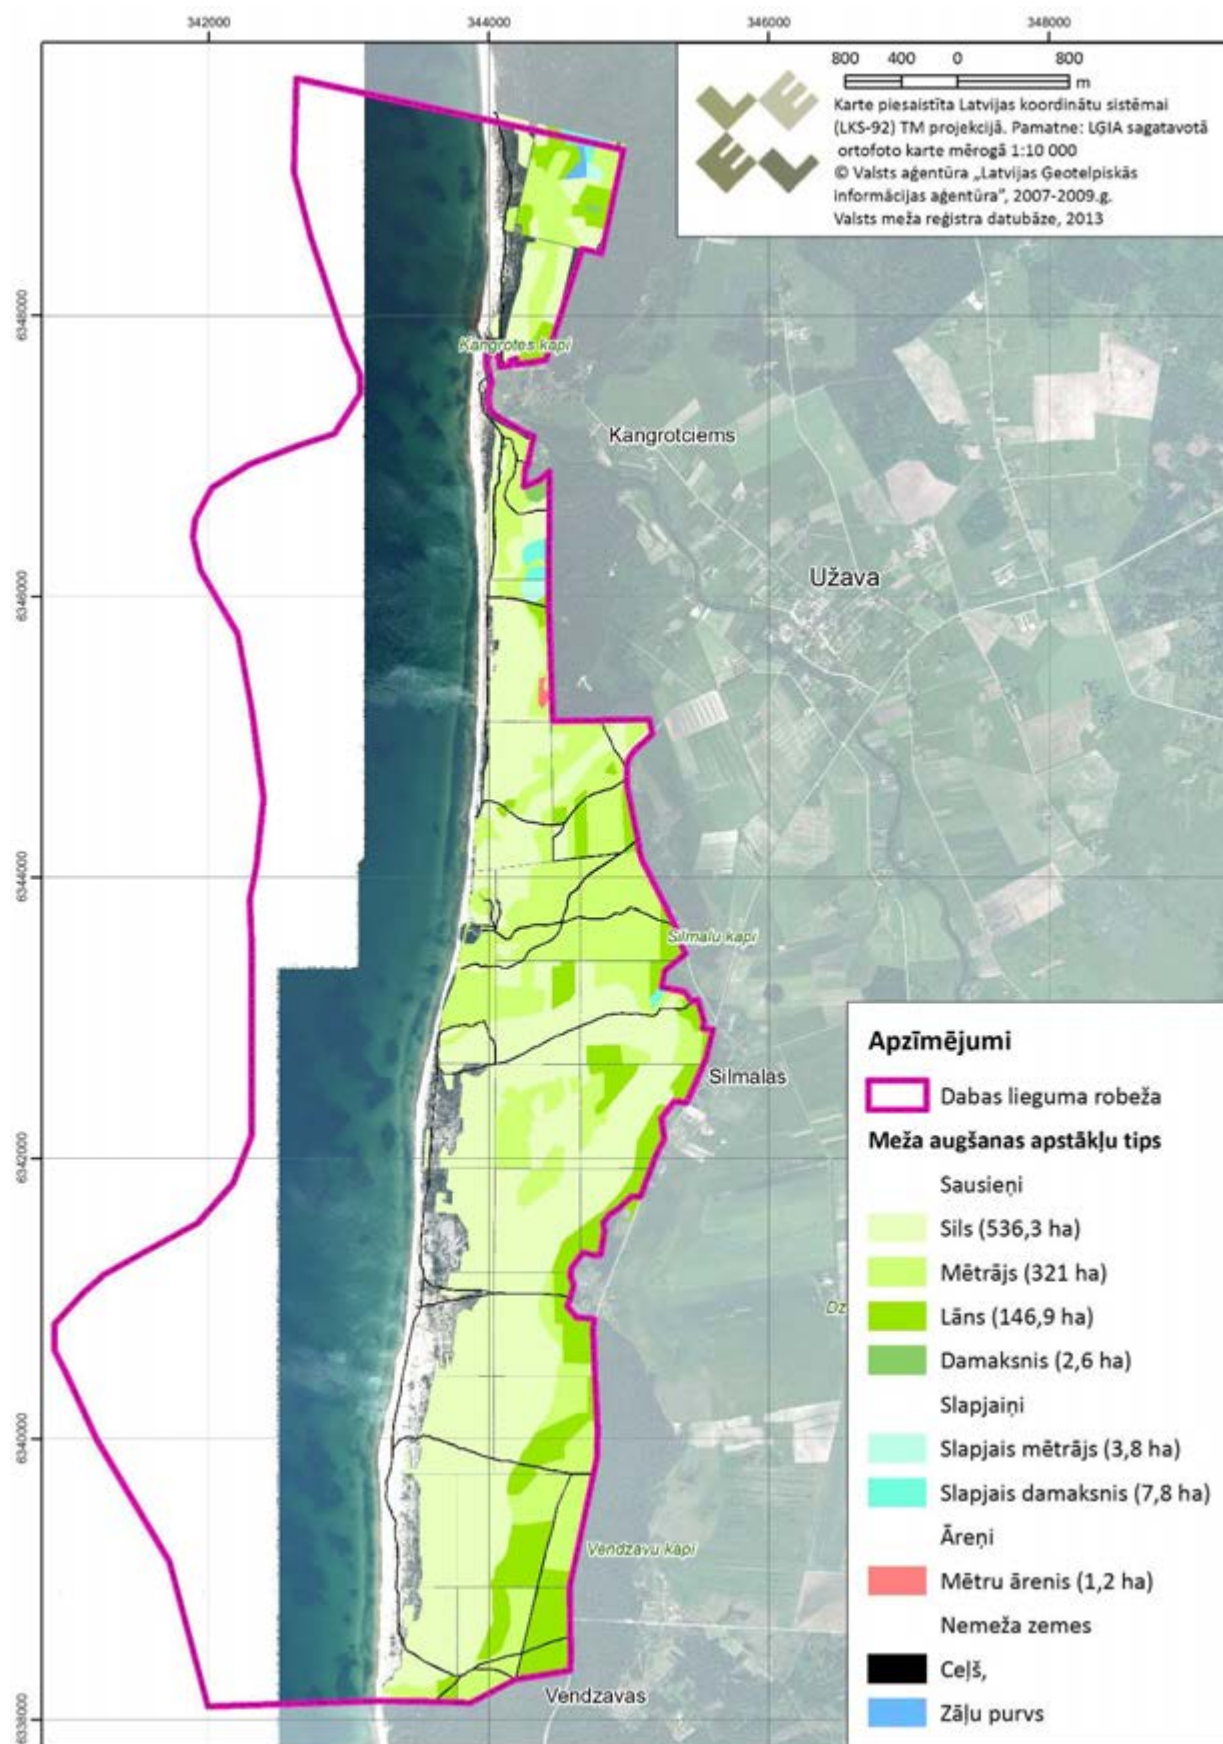 342000
344000
346000
348000
800 400 0 800
m
Karte piesaistīta Latvijas koordinātu sistēmai
(LKS-92) TM projekcijā. Pamatne: LĢIA sagatavotā
ortofoto karte mērogā 1:10 000
© Valsts aģentūra „Latvijas Ģeotelpiskās
informācijas aģentūra”, 2007-2009.g.
Valsts meža reģistra datubāze, 2013
6348000
Kangrotes kapi
Kangrotciems
Užava
6346000
6344000
Silmalu kapi
Silmalas
6342000
Dz
6340000
Vendzavu kapi
Vendzavas
6338000
Apzīmējumi
Dabas lieguma robeža
Meža augšanas apstākļu tips
Sausieņi
Sils (536,3 ha)
Mētrājs (321 ha)
Lāns (146,9 ha)
Damaksnis (2,6 ha)
Slapjaiņi
Slapjais mētrājs (3,8 ha)
Slapjais damaksnis (7,8 ha)
Āreņi
Mētru ārenis (1,2 ha)
Nemeža zemes
Ceļš,
Zāļu purvs